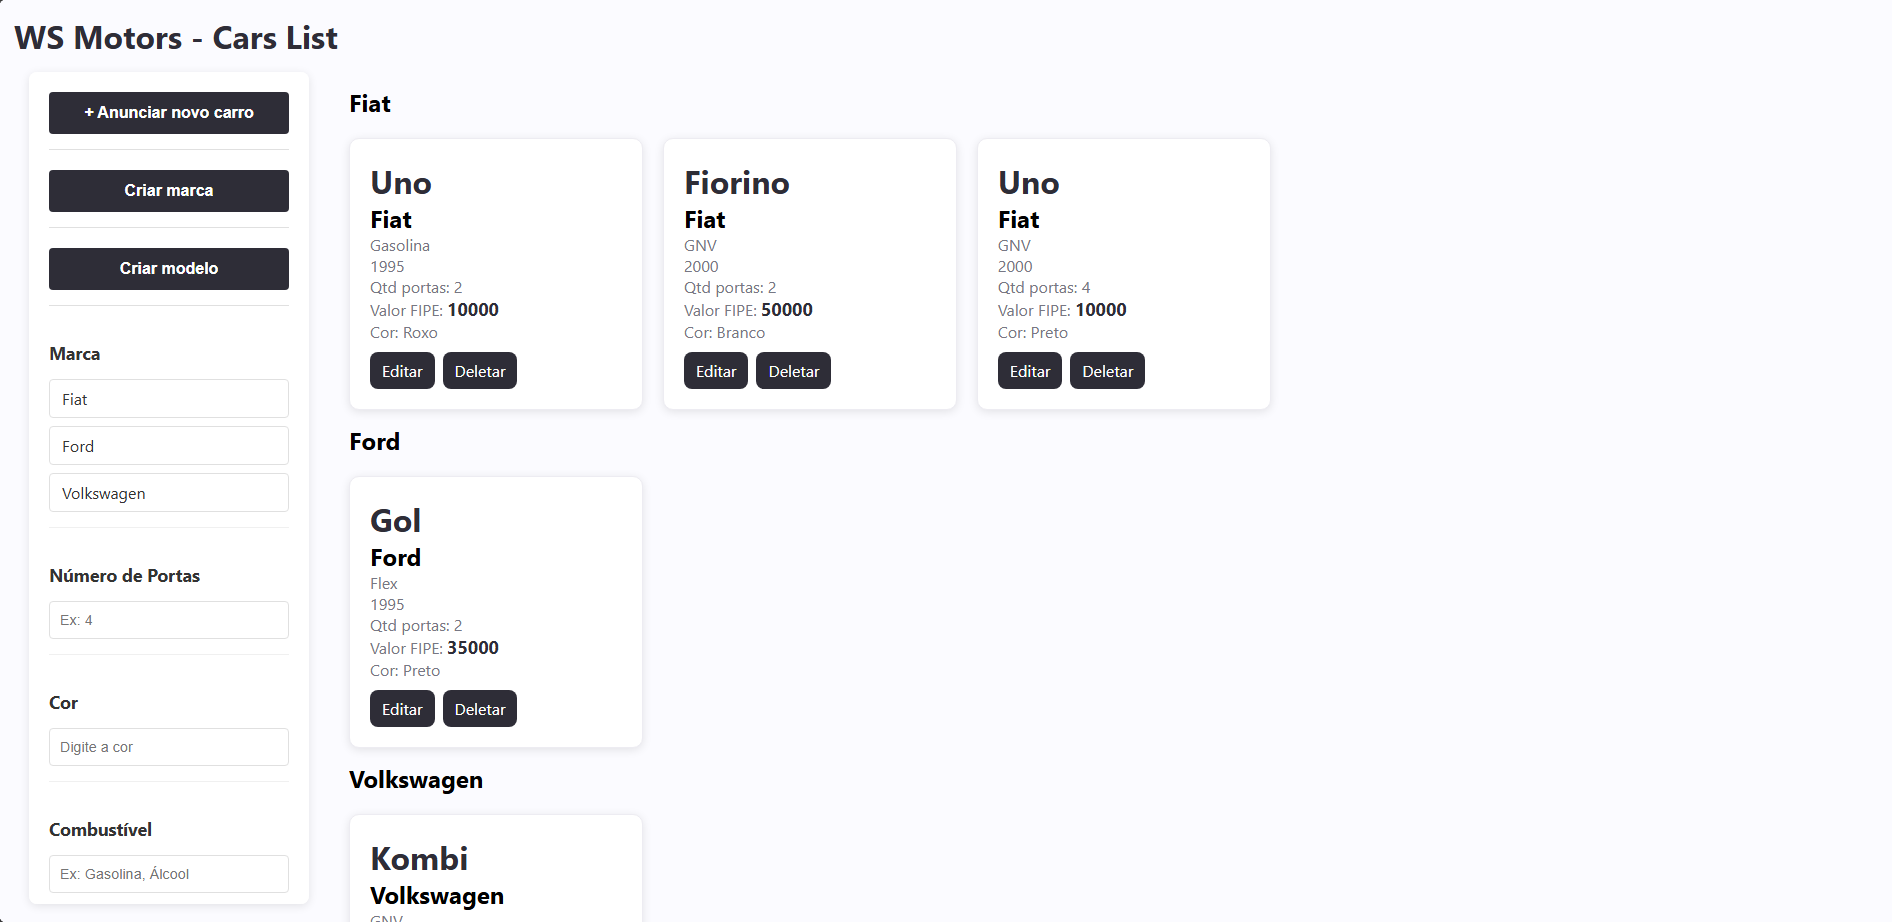 WS Motors - Cars List
+ Anunciar novo carro
Criar marca
Criar modelo
Marca
Fiat
Ford
Volkswagen
Número de Portas
Ex: 4
Cor
Digite a cor
Combustível
Ex: Gasolina, Álcool
Fiat
Uno
Fiat
Gasolina
1995
Qtd portas: 2
Valor FIPE: 10000
Cor: Roxo
Editar Deletar
Fiorino
Fiat
GNV
2000
Qtd portas: 2
Valor FIPE: 50000
Cor: Branco
Editar Deletar
Uno
Fiat
GNV
2000
Qtd portas: 4
Valor FIPE: 10000
Cor: Preto
Editar Deletar
Ford
Gol
Ford
Flex
1995
Qtd portas: 2
Valor FIPE: 35000
Cor: Preto
Editar Deletar
Volkswagen
Kombi
Volkswagen
GNV